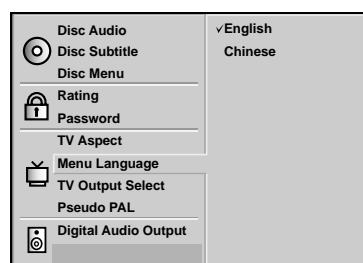 Disc Audio
Disc Subtitle
Disc Menu
Rating
Password
TV Aspect
Menu Language
TV Output Select
Pseudo PAL
Digital Audio Output
✓English
Chinese